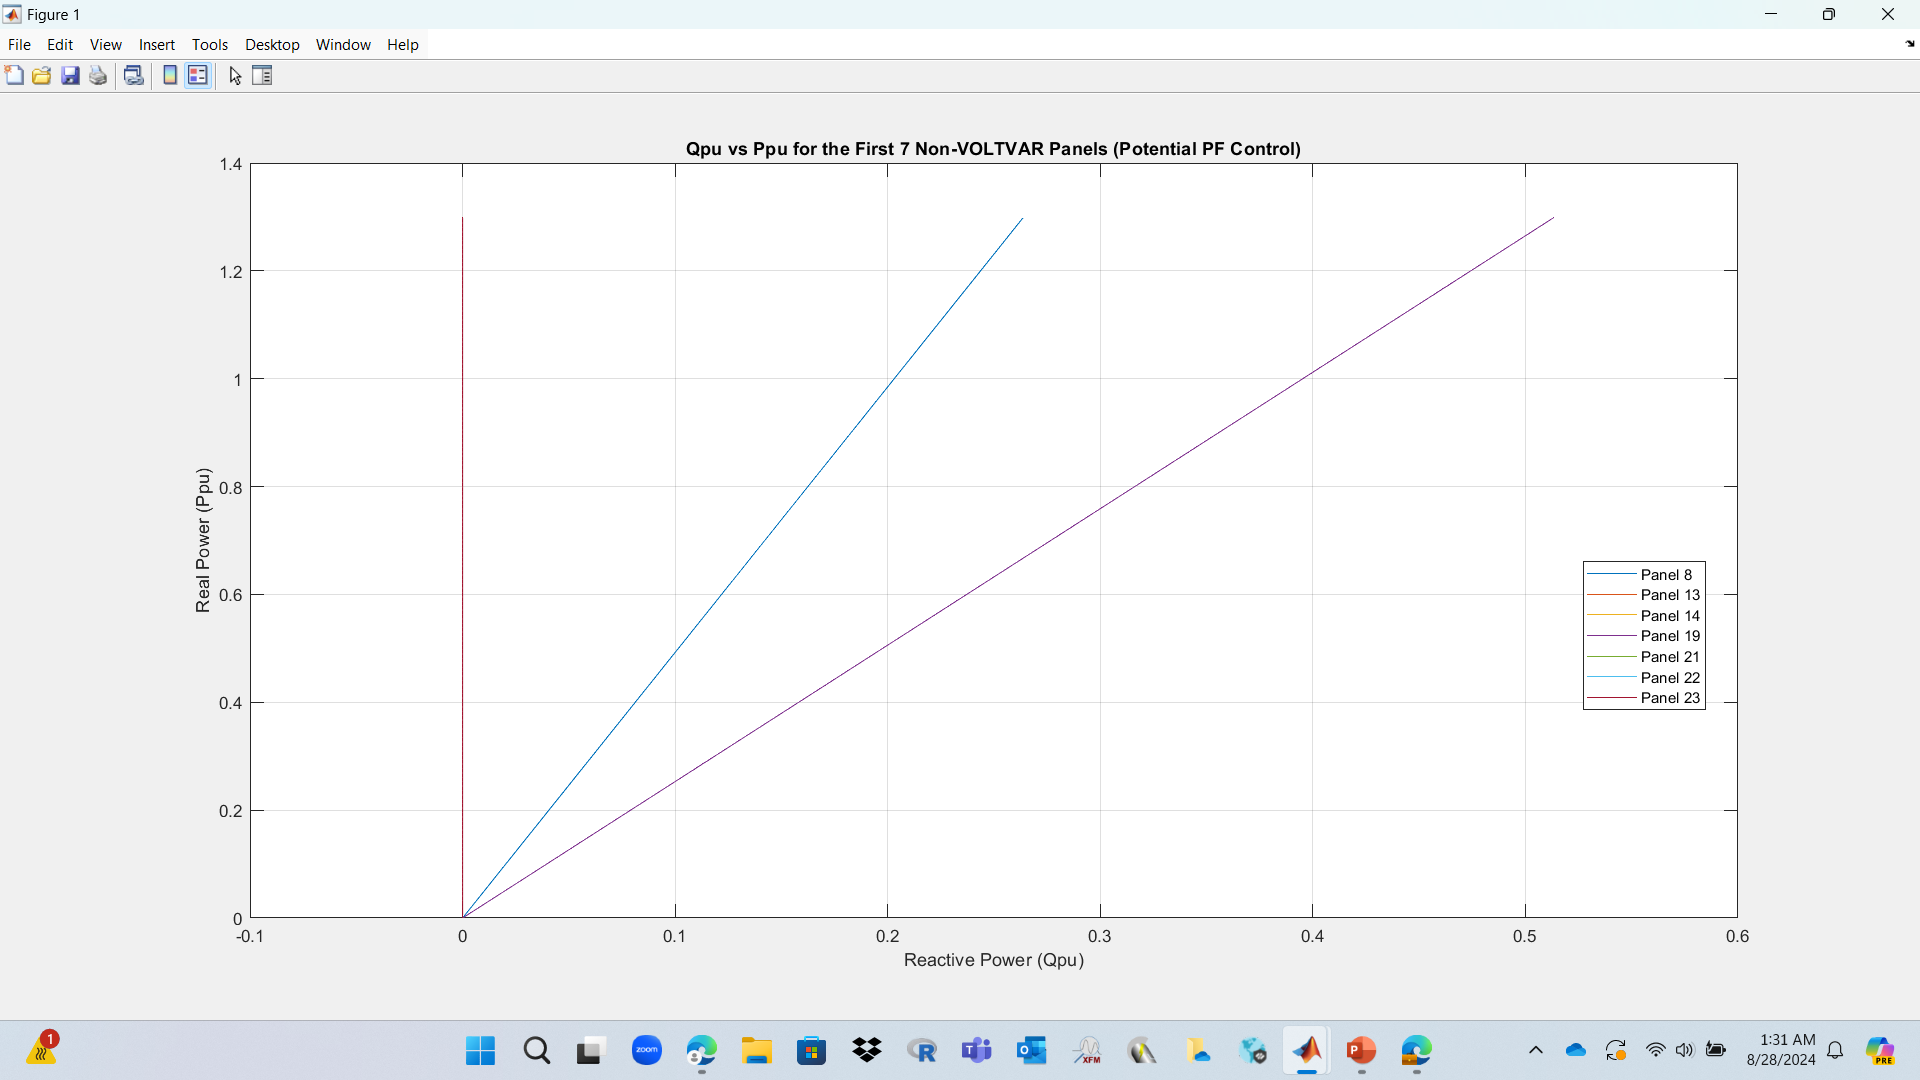 Figure 1
File Edit View Insert Tools Desktop Window Help
Qpu vs Ppu for the First 7 Non-VOLTVAR Panels (Potential PF Control)
1.4
1.2
1
0.8
0.6
0.4
0.2
0
Real Power (Ppu)
-0.1 0 0.1 0.2 0.3 0.4 0.5 0.6
Reactive Power (Qpu)
Panel 8
Panel 13
Panel 14
Panel 19
Panel 21
Panel 22
Panel 23
1
zoom
R
T
O
XFM
P
1:31 AM
8/28/2024
PRE